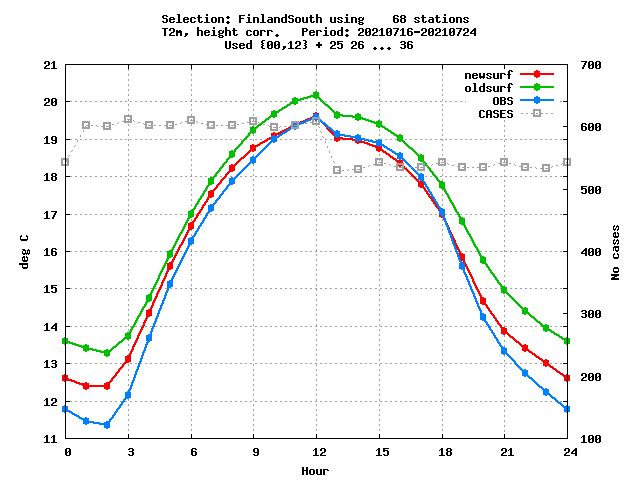 Selection: FinlandSouth using    68 stations
T2m, height corr.   Period: 20210716-20210724
Used {00,12} + 25 26 ... 36
newsurf
oldsurf
OBS
CASES
deg C
21
20
19
18
17
16
15
14
13
12
11
700
600
500
400
300
200
100
No cases
0 3 6 9 12 15 18 21 24
Hour